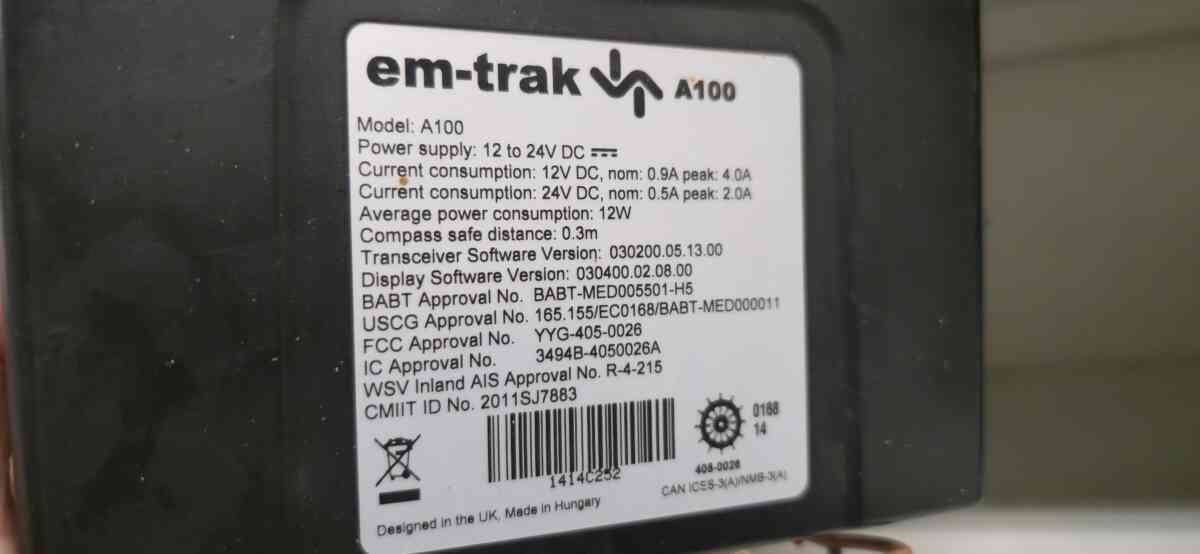 em-trak A100
Model: A100
Power supply: 12 to 24V DC
Current consumption: 12V DC, nom: 0.9A peak: 4.0A
Current consumption: 24V DC, nom: 0.5A peak: 2.0A
Average power consumption: 12W
Compass safe distance: 0.3m
Transceiver Software Version: 030200.05.13.00
Display Software Version: 030400.02.08.00
BABT Approval No. BABT-MED005501-H5
USCG Approval No. 165.155/EC0168/BABT-MED000011
FCC Approval No. YYG-405-0026
IC Approval No. 3494B-4050026A
WSV Inland AIS Approval No. R-4-215
CMIIT ID No. 2011SJ7883
0168
14
1414C252
405-0026
CAN ICES-3(A)/NMB-3(A)
Designed in the UK, Made in Hungary